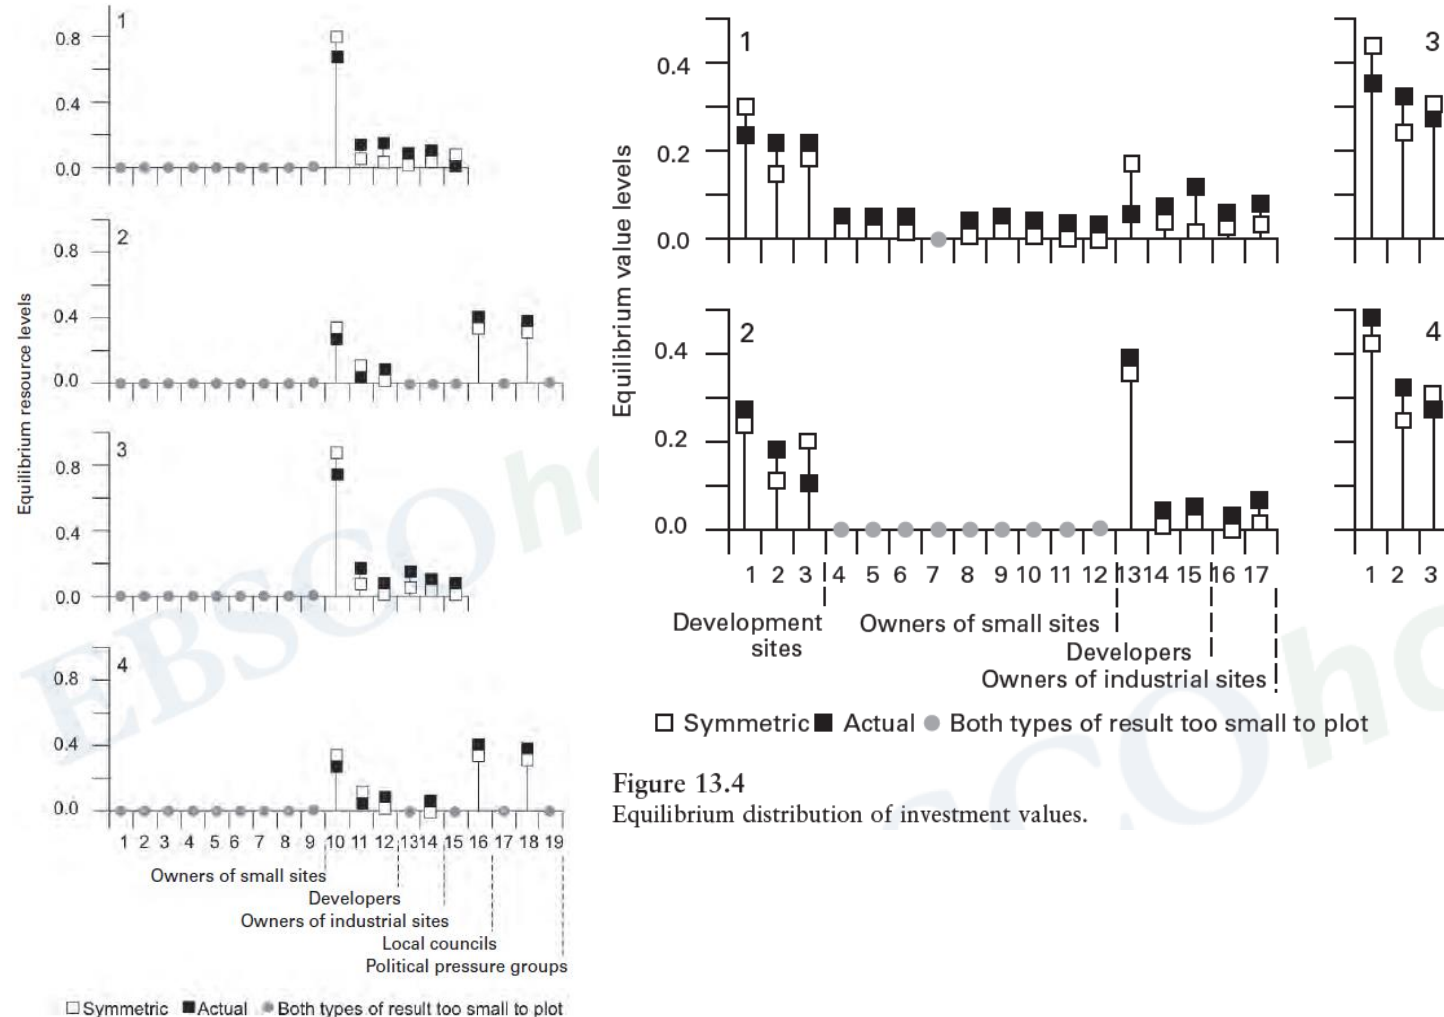 1
0.8
0.4
0.0
2
0.8
0.4
0.0
3
0.8
0.4
0.0
4
0.8
0.4
0.0
Equilibrium resource levels
1 2 3 4 5 6 7 8 9 10 11 12 13 14 15 16 17 18 19
Owners of small sites
Developers
Owners of industrial sites
Local councils
Political pressure groups
Symmetric Actual Both types of result too small to plot
EBSCOho
1
0.4
0.2
0.0
2
0.4
0.2
0.0
Equilibrium value levels
1 2 3 4 5 6 7 8 9 10 11 12 13 14 15 16 17
Development
sites
Owners of small sites
Developers
Owners of industrial sites
3
4
1 2 3
Symmetric Actual Both types of result too small to plot
Figure 13.4
Equilibrium distribution of investment values.
COho